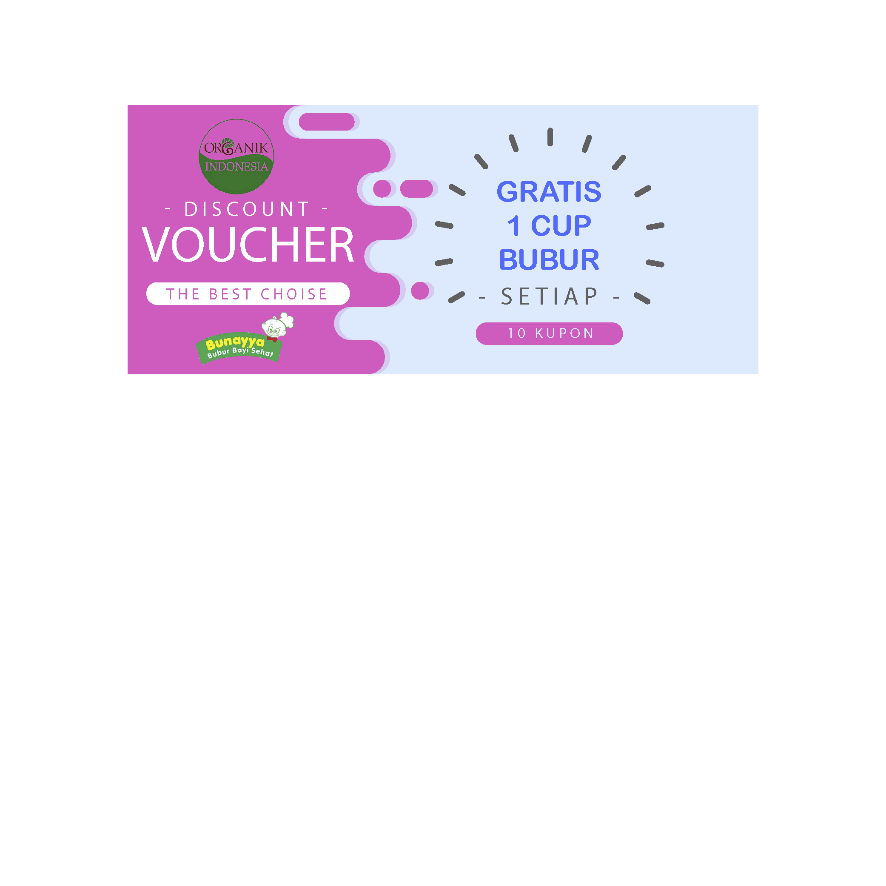 ORGANIK
INDONESIA
- DISCOUNT -
VOUCHER
THE BEST CHOISE
Bunayya
Bubur Bayi Sehat
GRATIS
1 CUP
BUBUR
- SETIAP -
10 KUPON